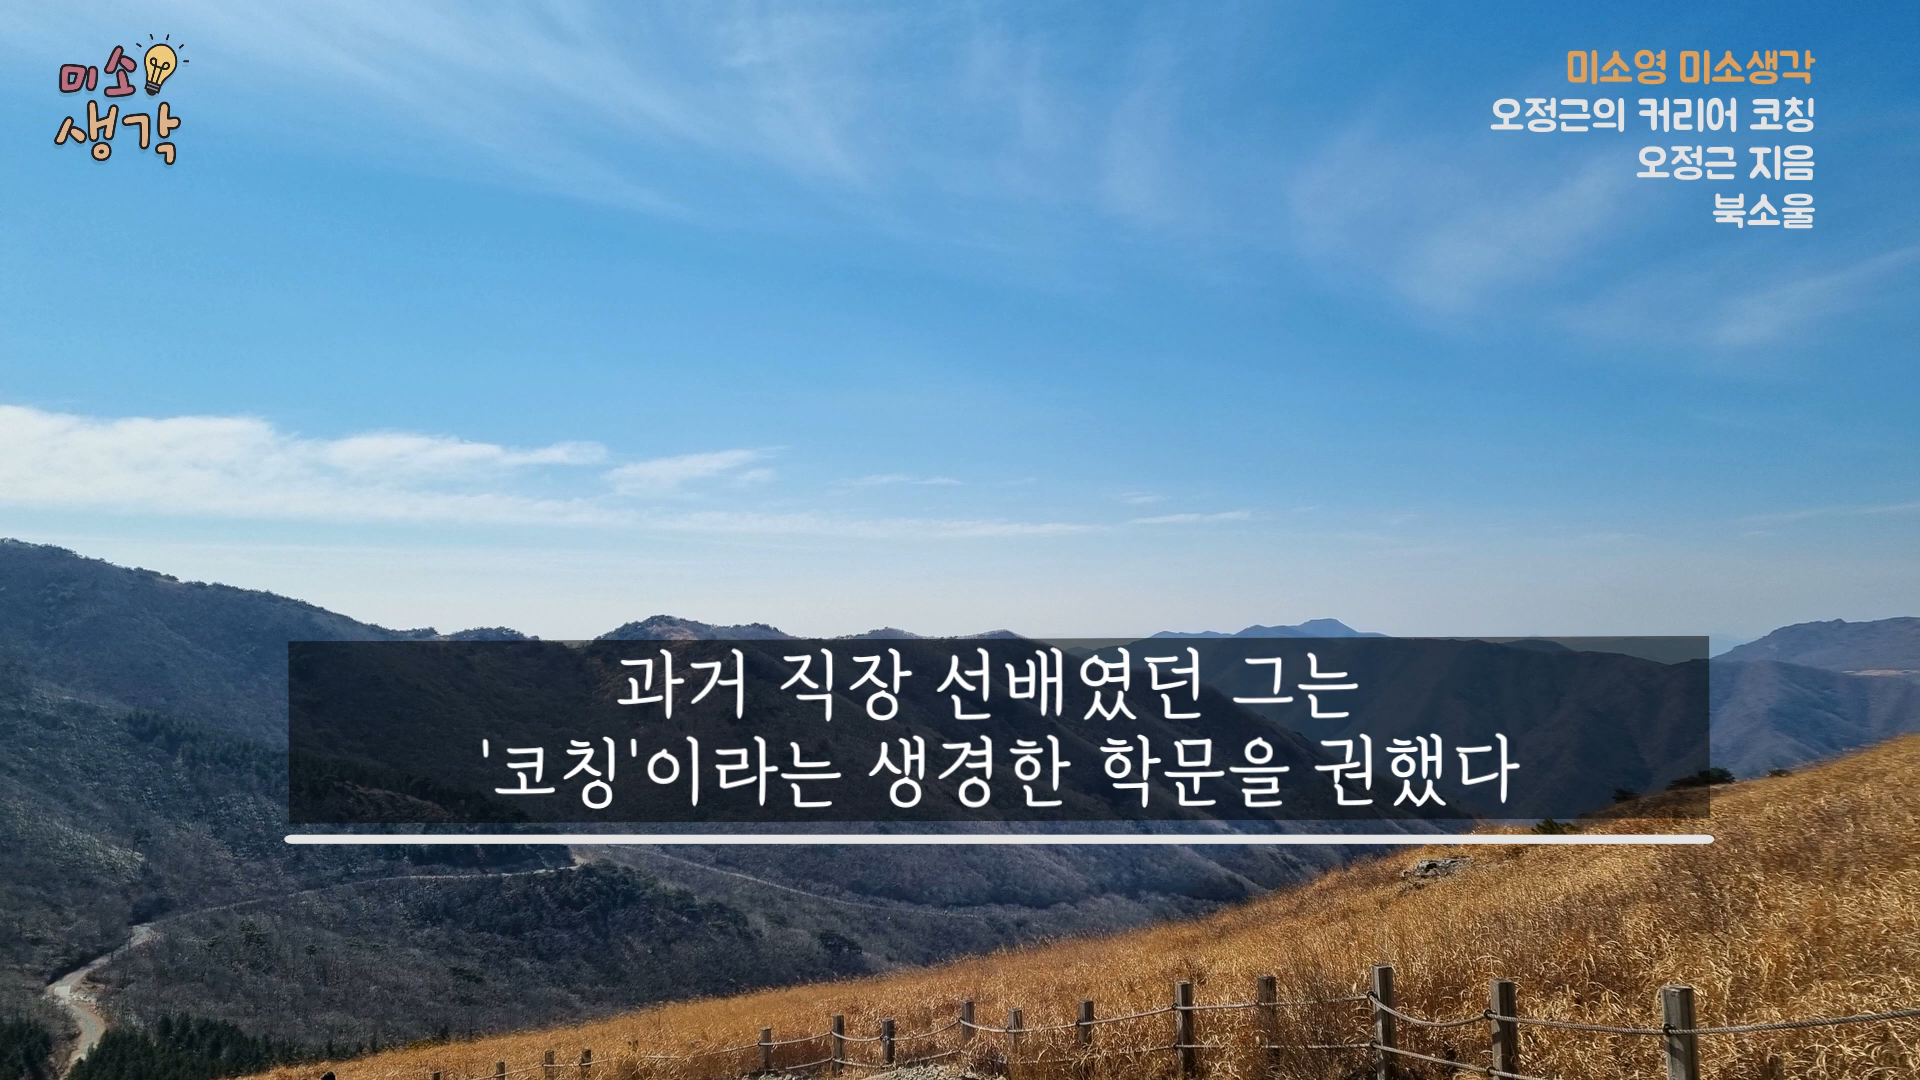 미소
생각
미소영 미소생각
오정근의 커리어 코칭
오정근 지음
북소울
과거 직장 선배였던 그는
'코칭'이라는 생경한 학문을 권했다